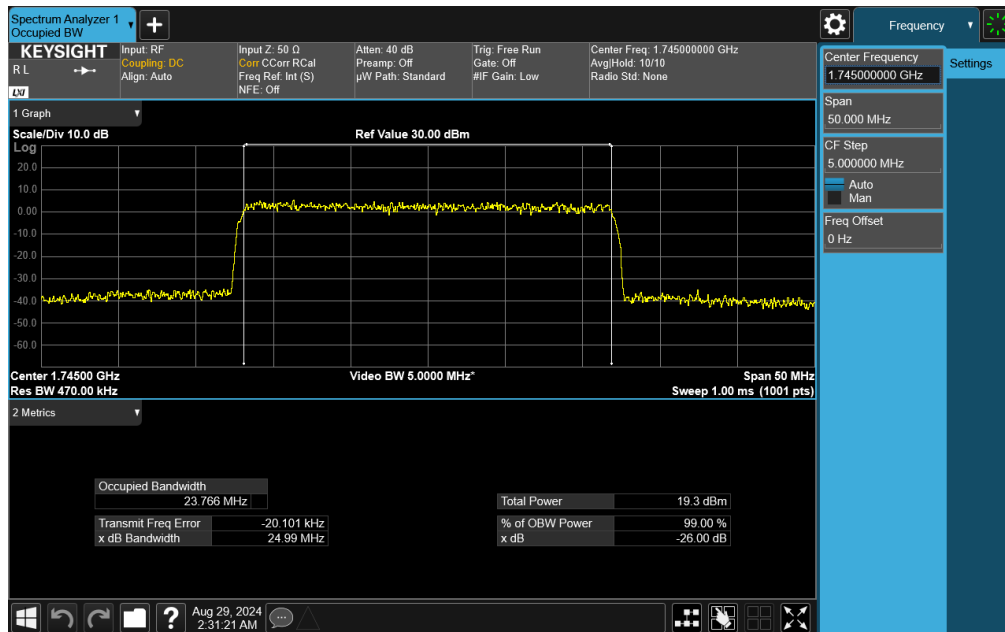 Spectrum Analyzer 1
Occupied BW
Frequency
KEYSIGHT
R L
LXI
Input: RF
Coupling: DC
Align: Auto
Input Z: 50 Ω
Corr CCorr RCal
Freq Ref: Int (S)
NFE: Off
Atten: 40 dB
Preamp: Off
µW Path: Standard
Trig: Free Run
Gate: Off
#IF Gain: Low
Center Freq: 1.745000000 GHz
Avg|Hold: 10/10
Radio Std: None
Center Frequency
1.745000000 GHz
Settings
Span
50.000 MHz
CF Step
5.000000 MHz
Auto
Man
Freq Offset
0 Hz
1 Graph
Scale/Div 10.0 dB
Ref Value 30.00 dBm
Log
20.0
10.0
0.00
-10.0
-20.0
-30.0
-40.0
-50.0
-60.0
Center 1.74500 GHz
Video BW 5.0000 MHz*
Span 50 MHz
Res BW 470.00 kHz
Sweep 1.00 ms (1001 pts)
2 Metrics
Occupied Bandwidth
23.766 MHz
Total Power 19.3 dBm
Transmit Freq Error -20.101 kHz
% of OBW Power 99.00 %
x dB Bandwidth 24.99 MHz
x dB -26.00 dB
Aug 29, 2024
2:31:21 AM